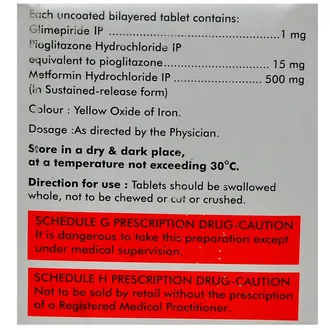 Each uncoated bilayered tablet contains:
Glimepiride IP ................................................ 1 mg
Pioglitazone Hydrochloride IP
equivalent to pioglitazone........................ 15 mg
Metformin Hydrochloride IP .................. 500 mg
(In Sustained-release form)
Colour : Yellow Oxide of Iron.
Dosage :As directed by the Physician.
Store in a dry & dark place,
at a temperature not exceeding 30°C.
Direction for use : Tablets should be swallowed
whole, not to be chewed or cut or crushed.
SCHEDULE G PRESCRIPTION DRUG-CAUTION
It is dangerous to take this preparation except
under medical supervision.
SCHEDULE H PRESCRIPTION DRUG-CAUTION
Not to be sold by retail without the prescription
of a Registered Medical Practitioner.